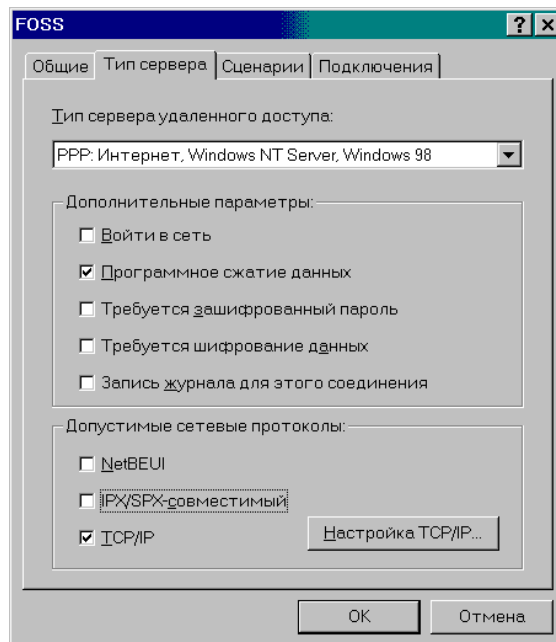 FOSS
Общие Тип сервера Сценарии Подключения
Тип сервера удаленного доступа:
PPP: Интернет, Windows NT Server, Windows 98
Дополнительные параметры:
Войти в сеть
Программное сжатие данных
Требуется зашифрованный пароль
Требуется шифрование данных
Запись журнала для этого соединения
Допустимые сетевые протоколы:
NetBEUI
IPX/SPX-совместимый
TCP/IP
Настройка TCP/IP...
OK Отмена